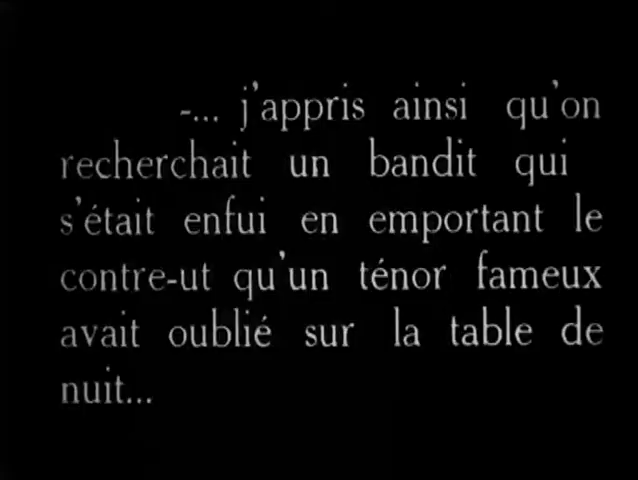 -... j'appris ainsi qu'on
recherchait un bandit qui
s'était enfui en emportant le
contre-ut qu'un ténor fameux
avait oublié sur la table de
nuit...